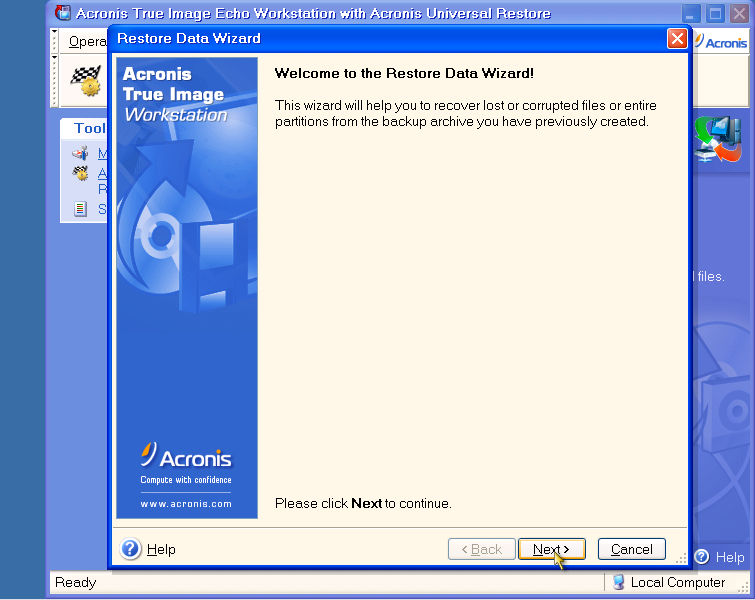 Acronis True Image Echo Workstation with Acronis Universal Restore
Opera
Acronis
Restore Data Wizard
Acronis
True Image
Workstation
Welcome to the Restore Data Wizard!
This wizard will help you to recover lost or corrupted files or entire
partitions from the backup archive you have previously created.
Tool
M
A
R
S
files.
Acronis
Compute with confidence
www.acronis.com
Please click Next to continue.
Help
< Back
Next >
Cancel
Help
Ready
Local Computer